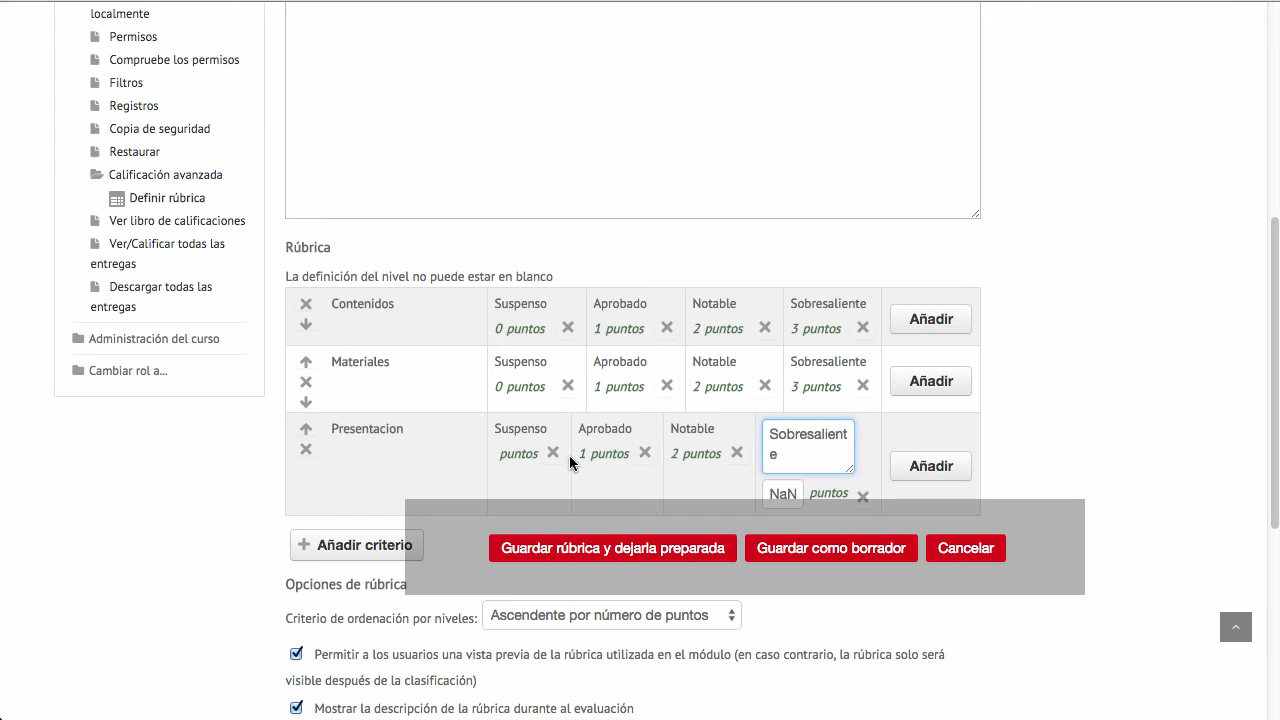 localmente
Permisos
Compruebe los permisos
Filtros
Registros
Copia de seguridad
Restaurar
Calificación avanzada
Definir rúbrica
Ver libro de calificaciones
Ver/Calificar todas las
entregas
Descargar todas las
entregas
Administración del curso
Cambiar rol a...
Rúbrica
La definición del nivel no puede estar en blanco
Contenidos Suspenso Aprobado Notable Sobresaliente
0 puntos 1 puntos 2 puntos 3 puntos Añadir
Materiales Suspenso Aprobado Notable Sobresaliente
0 puntos 1 puntos 2 puntos 3 puntos Añadir
Presentacion Suspenso Aprobado Notable Sobresalient
e
puntos 1 puntos 2 puntos Añadir
NaN puntos
Añadir criterio Guardar rúbrica y dejarla preparada Guardar como borrador Cancelar
Opciones de rúbrica
Criterio de ordenación por niveles: Ascendente por número de puntos
Permitir a los usuarios una vista previa de la rúbrica utilizada en el módulo (en caso contrario, la rúbrica solo será
visible después de la clasificación)
Mostrar la descripción de la rúbrica durante al evaluación